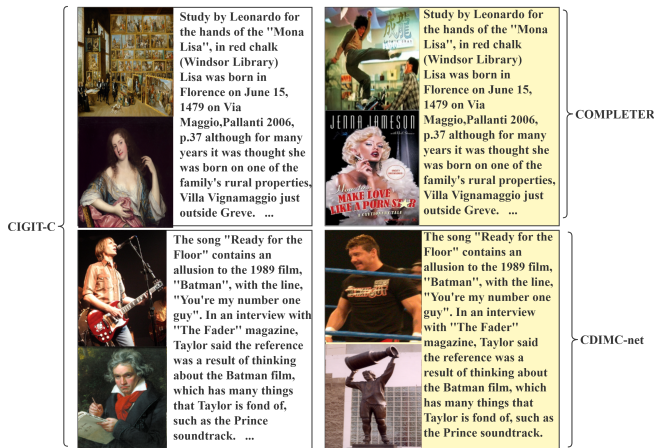 CIGIT-C
Study by Leonardo for
the hands of the "Mona
Lisa", in red chalk
(Windsor Library)
Lisa was born in
Florence on June 15,
1479 on Via
Maggio,Pallanti 2006,
p.37 although for many
years it was thought she
was born on one of the
family's rural properties,
Villa Vignamaggio just
outside Greve. ...
JENNA JAMESON
MAKE LOVE
LIKE A PORN STAR
Study by Leonardo for
the hands of the "Mona
Lisa", in red chalk
(Windsor Library)
Lisa was born in
Florence on June 15,
1479 on Via
Maggio,Pallanti 2006,
p.37 although for many
years it was thought she
was born on one of the
family's rural properties,
Villa Vignamaggio just
outside Greve. ...
COMPLETER
The song "Ready for the
Floor" contains an
allusion to the 1989 film,
"Batman", with the line,
"You're my number one
guy". In an interview with
"The Fader" magazine,
Taylor said the reference
was a result of thinking
about the Batman film,
which has many things
that Taylor is fond of,
such as the Prince
soundtrack. ...
The song "Ready for the
Floor" contains an
allusion to the 1989 film,
"Batman", with the line,
"You're my number one
guy". In an interview
with "The Fader"
magazine, Taylor said
the reference was a
result of thinking about
the Batman film, which
has many things that
Taylor is fond of, such as
the Prince soundtrack.
CDIMC-net